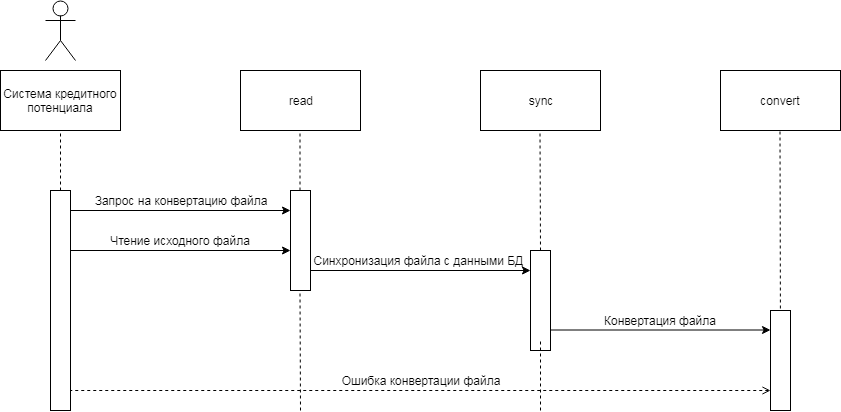 Система кредитного
потенциала
read
sync
convert
Запрос на конвертацию файла
Чтение исходного файла
Синхронизация файла с данными БД
Конвертация файла
Ошибка конвертации файла